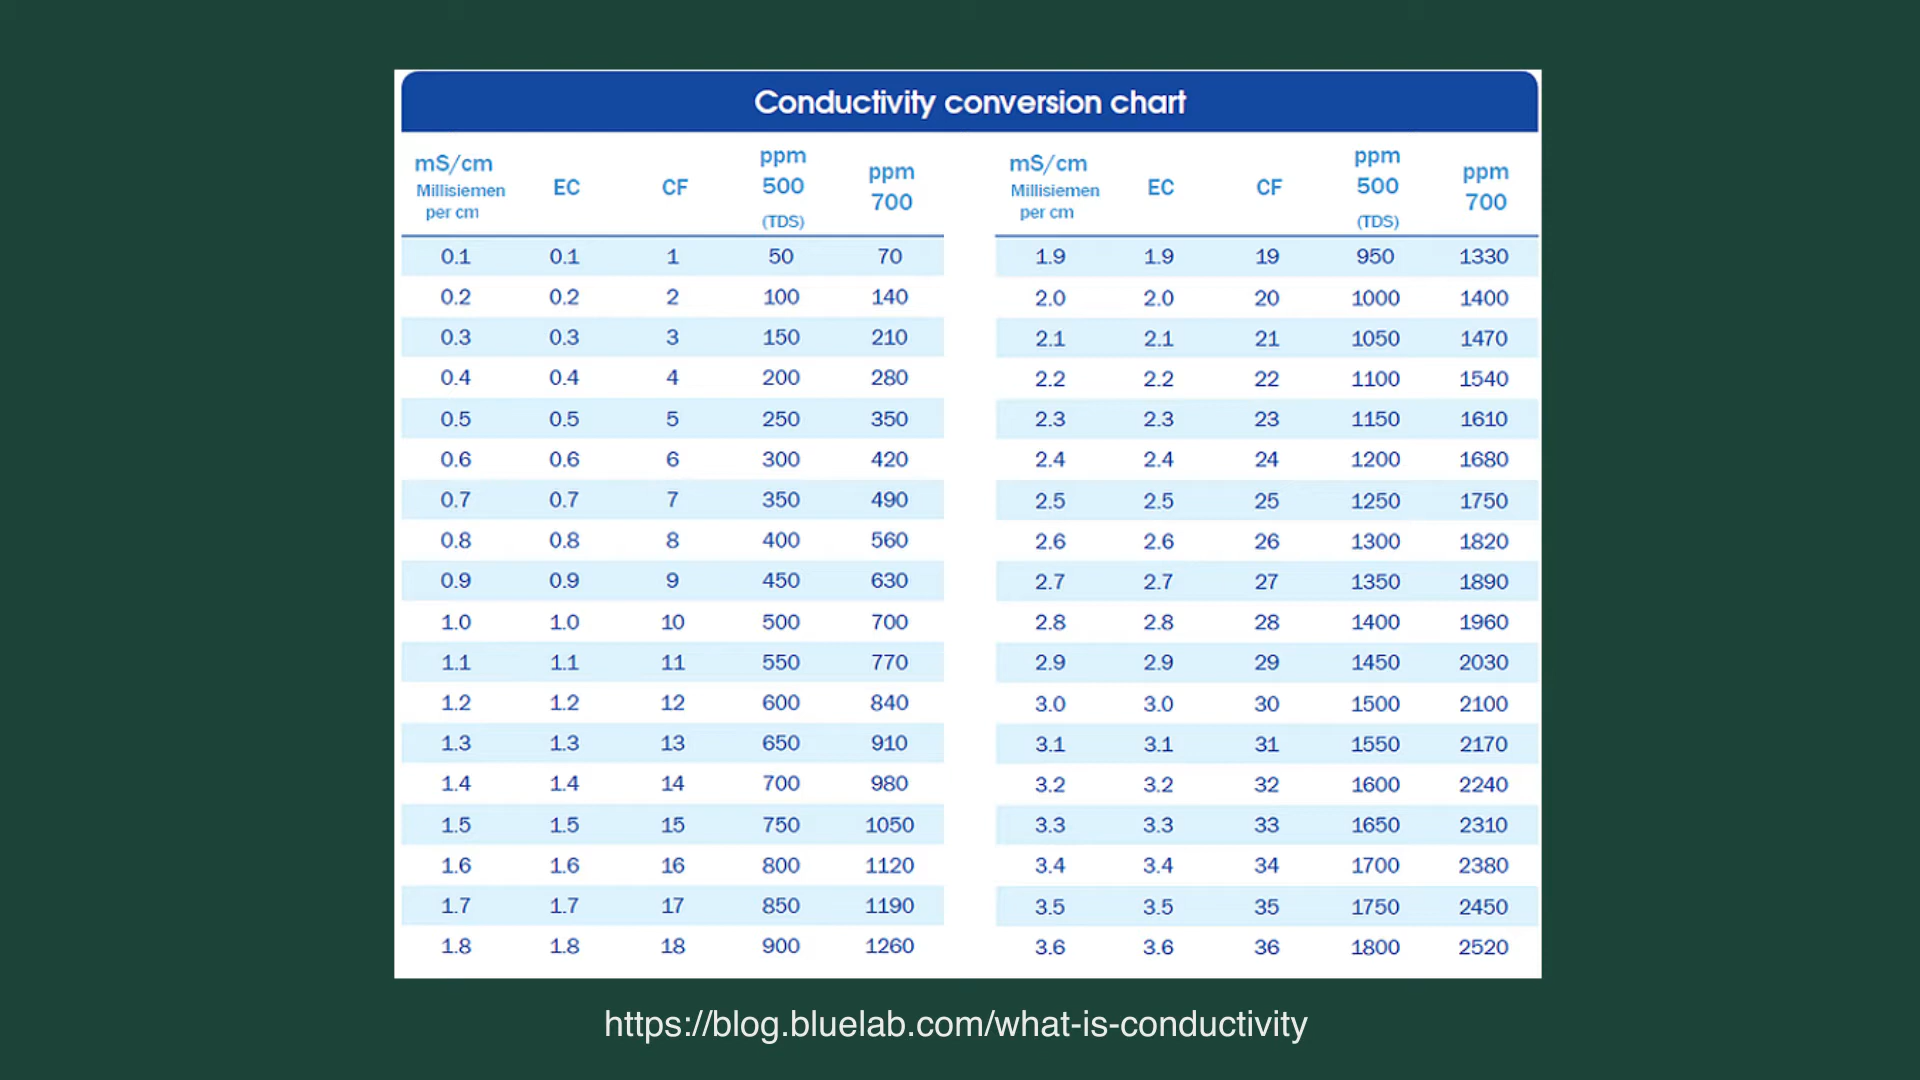 Conductivity conversion chart
mS/cm Millisiemen per cm EC CF ppm 500 (TDS) ppm 700 mS/cm Millisiemen per cm EC CF ppm 500 (TDS) ppm 700
0.1 0.1 1 50 70 1.9 1.9 19 950 1330
0.2 0.2 2 100 140 2.0 2.0 20 1000 1400
0.3 0.3 3 150 210 2.1 2.1 21 1050 1470
0.4 0.4 4 200 280 2.2 2.2 22 1100 1540
0.5 0.5 5 250 350 2.3 2.3 23 1150 1610
0.6 0.6 6 300 420 2.4 2.4 24 1200 1680
0.7 0.7 7 350 490 2.5 2.5 25 1250 1750
0.8 0.8 8 400 560 2.6 2.6 26 1300 1820
0.9 0.9 9 450 630 2.7 2.7 27 1350 1890
1.0 1.0 10 500 700 2.8 2.8 28 1400 1960
1.1 1.1 11 550 770 2.9 2.9 29 1450 2030
1.2 1.2 12 600 840 3.0 3.0 30 1500 2100
1.3 1.3 13 650 910 3.1 3.1 31 1550 2170
1.4 1.4 14 700 980 3.2 3.2 32 1600 2240
1.5 1.5 15 750 1050 3.3 3.3 33 1650 2310
1.6 1.6 16 800 1120 3.4 3.4 34 1700 2380
1.7 1.7 17 850 1190 3.5 3.5 35 1750 2450
1.8 1.8 18 900 1260 3.6 3.6 36 1800 2520
https://blog.bluelab.com/what-is-conductivity